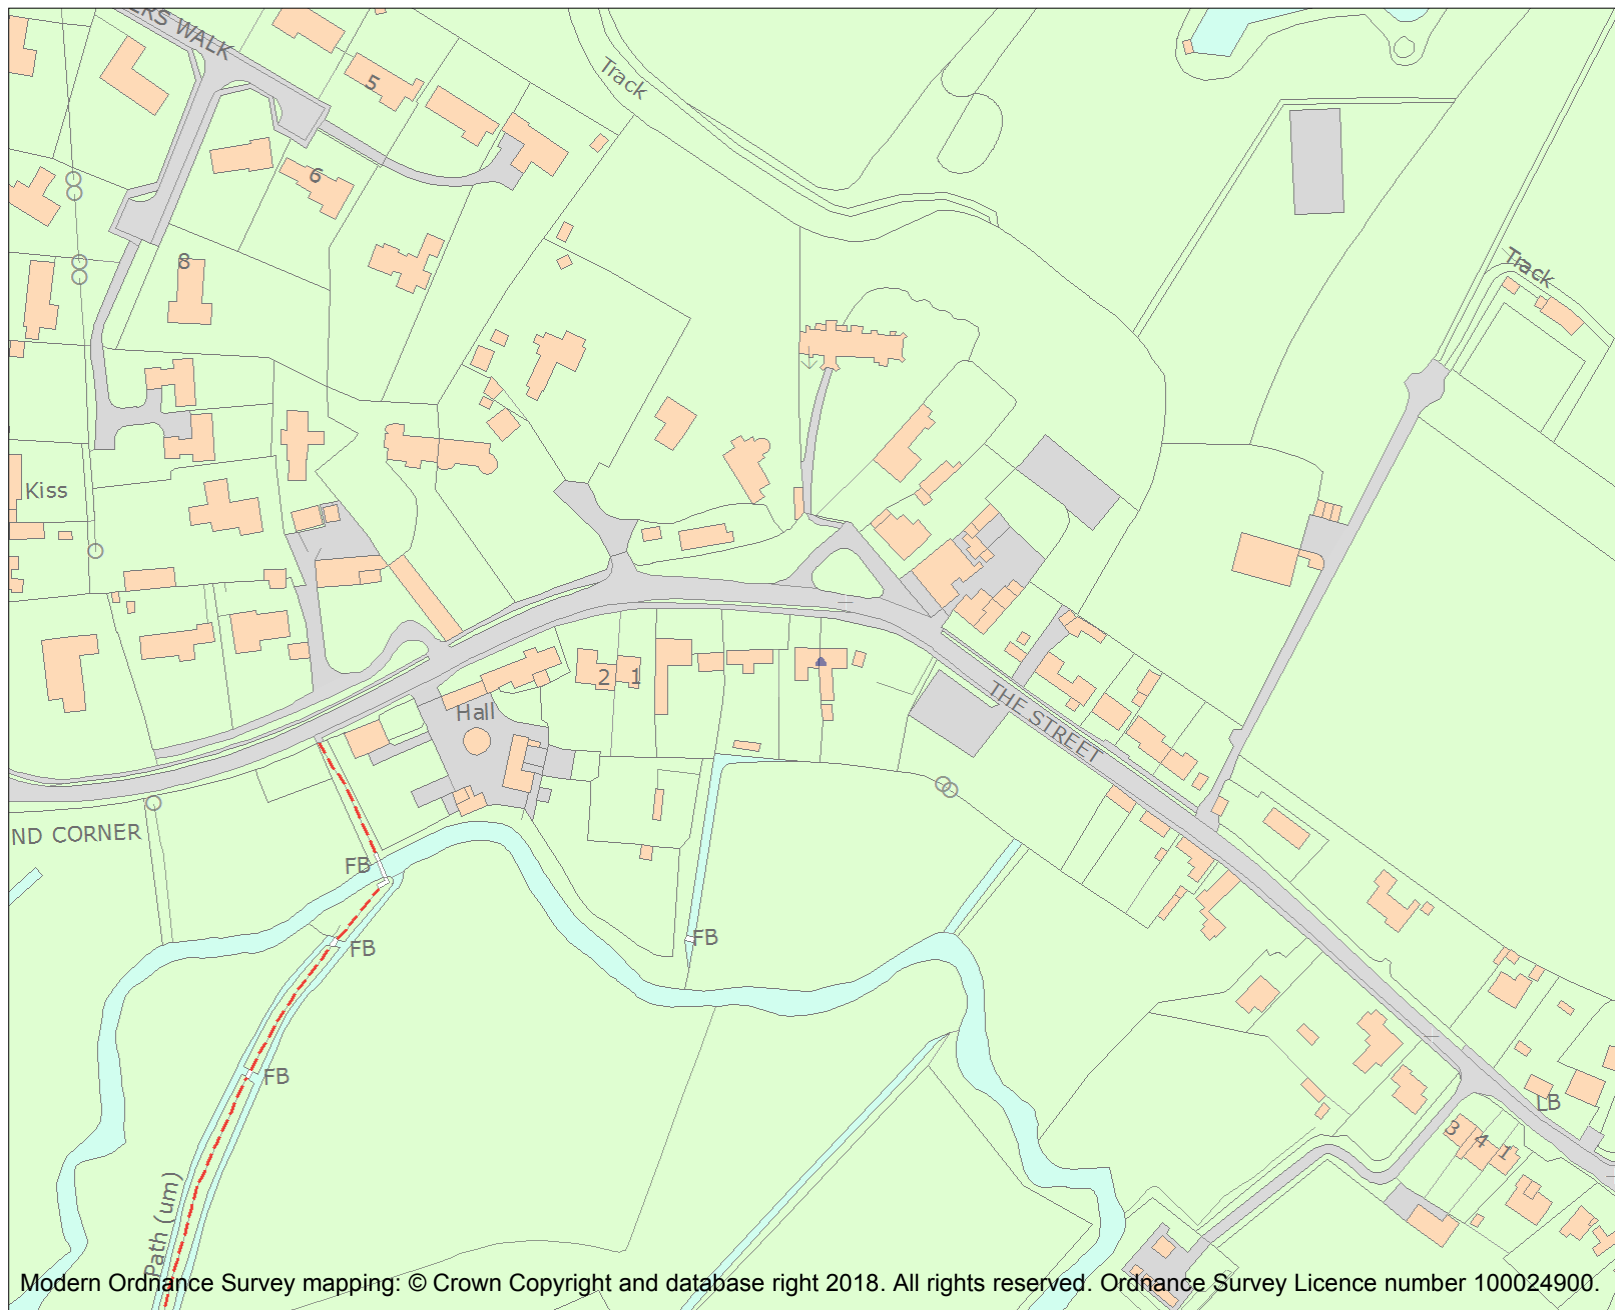 ERS WALK
5
Track
6
8
Track
Kiss
2
1
Hall
THE STREET
ND CORNER
FB
FB
FB
FB
LB
3
4
1
Path (um)
Modern Ordnance Survey mapping: © Crown Copyright and database right 2018. All rights reserved. Ordnance Survey Licence number 100024900.